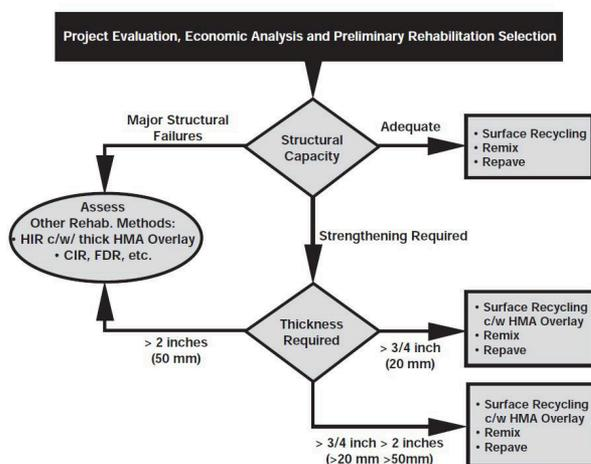 Project Evaluation, Economic Analysis and Preliminary Rehabilitation Selection
Major Structural
Failures
Structural
Capacity
Adequate
• Surface Recycling
• Remix
• Repave
Assess
Other Rehab. Methods:
• HIR c/w/ thick HMA Overlay
• CIR, FDR, etc.
Strengthening Required
> 2 inches
(50 mm)
Thickness
Required
> 3/4 inch
(20 mm)
• Surface Recycling
c/w HMA Overlay
• Remix
• Repave
> 3/4 inch > 2 inches
(>20 mm >50mm)
• Surface Recycling
c/w HMA Overlay
• Remix
• Repave